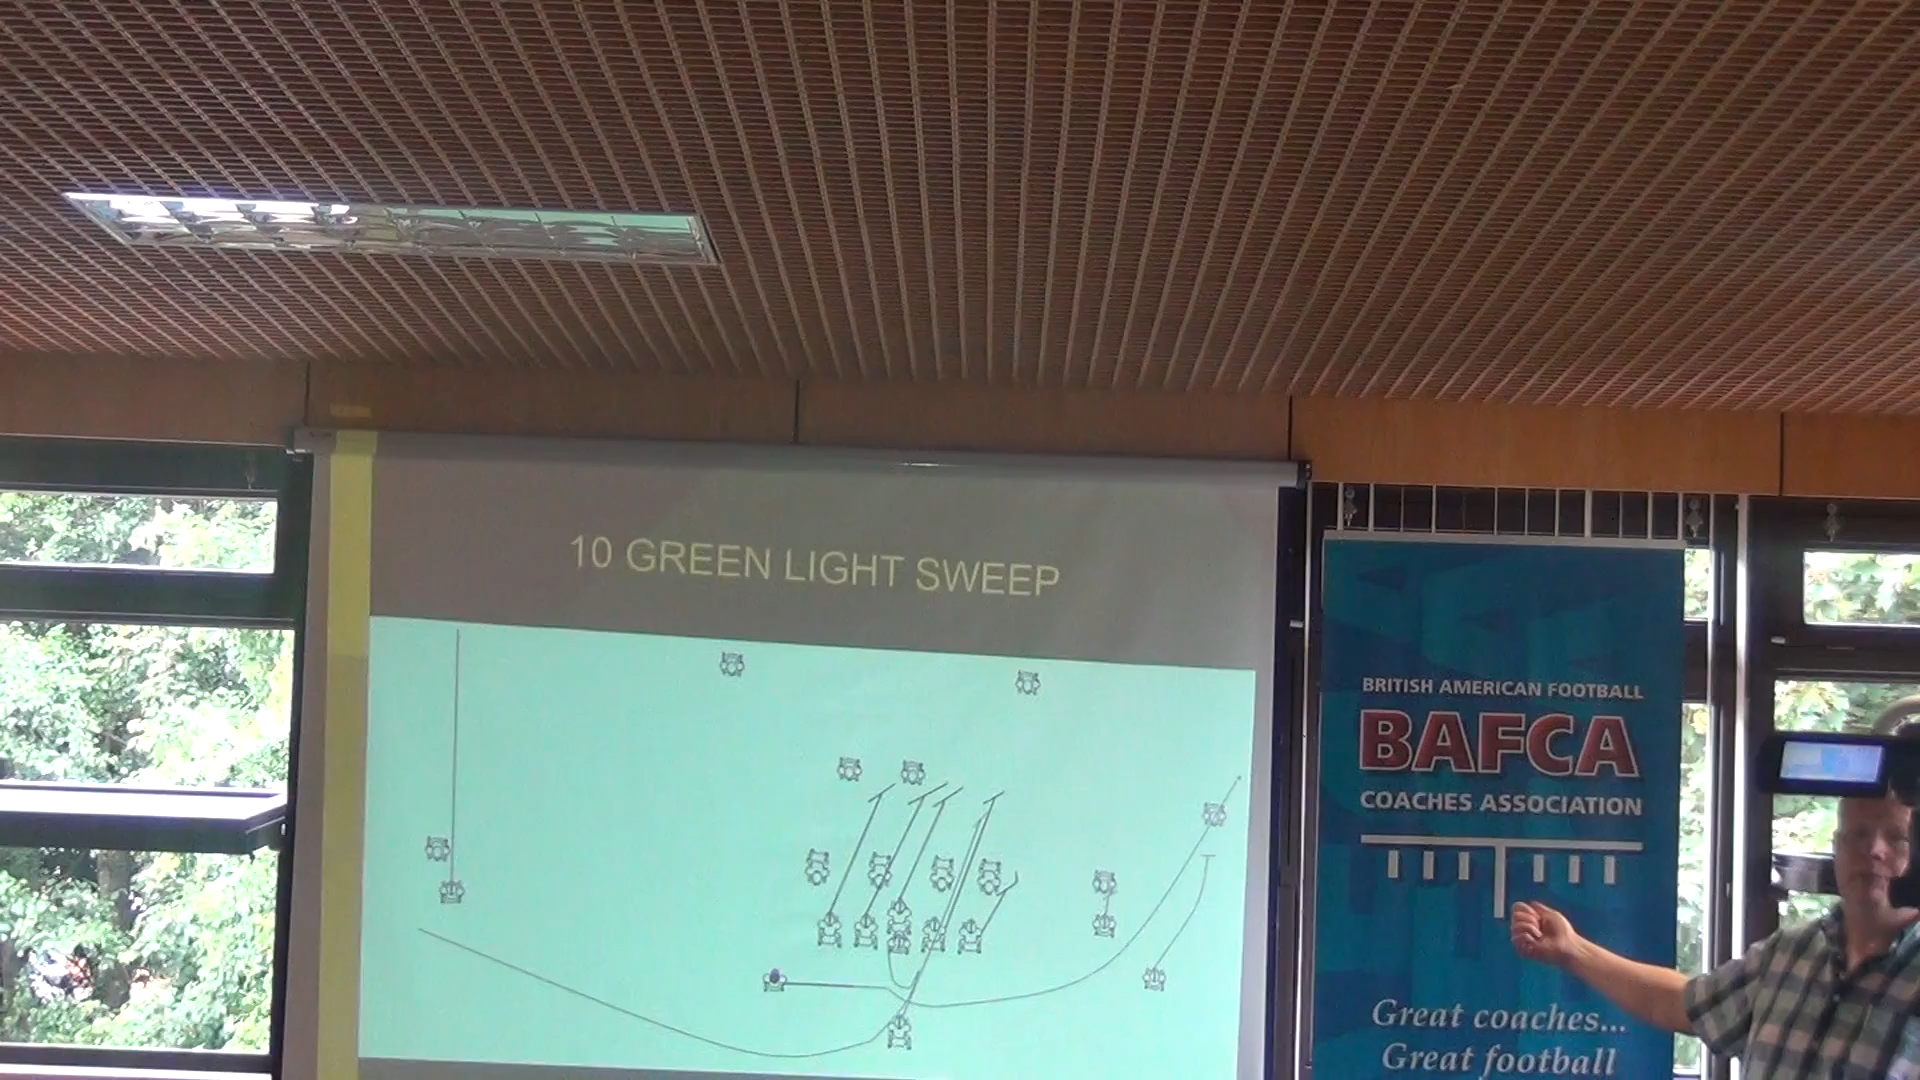 10 GREEN LIGHT SWEEP
BRITISH AMERICAN FOOTBALL
BAFCA
COACHES ASSOCIATION
Great coaches...
Great football